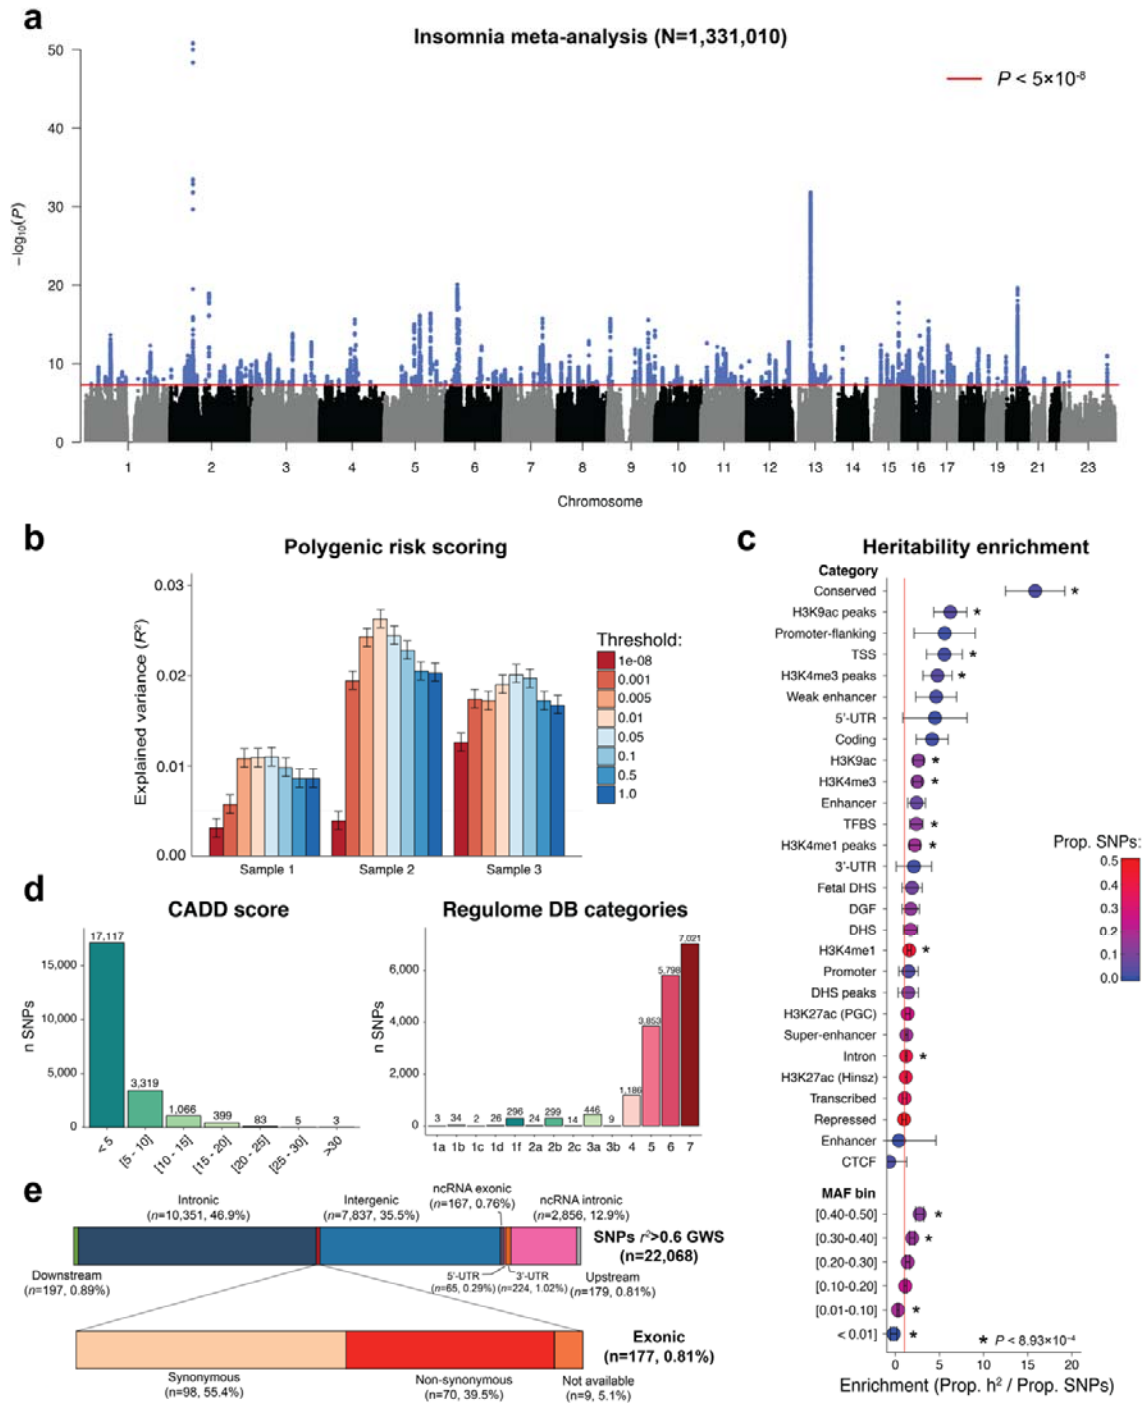 a
Insomnia meta-analysis (N=1,331,010)
P < 5×10-8
50
40
30
20
10
0
−log10(P)
1 2 3 4 5 6 7 8 9 10 11 12 13 14 15 16 17 19 21 23
Chromosome
b
Polygenic risk scoring
Explained variance (R2)
0.03
0.02
0.01
0.00
Sample 1 Sample 2 Sample 3
Threshold:
1e-08
0.001
0.005
0.01
0.05
0.1
0.5
1.0
c
Heritability enrichment
Category
Conserved
H3K9ac peaks
Promoter-flanking
TSS
H3K4me3 peaks
Weak enhancer
5'-UTR
Coding
H3K9ac
H3K4me3
Enhancer
TFBS
H3K4me1 peaks
3'-UTR
Fetal DHS
DGF
DHS
H3K4me1
Promoter
DHS peaks
H3K27ac (PGC)
Super-enhancer
Intron
H3K27ac (Hinsz)
Transcribed
Repressed
Enhancer
CTCF
MAF bin
[0.40-0.50]
[0.30-0.40]
[0.20-0.30]
[0.10-0.20]
[0.01-0.10]
< 0.01]
* P < 8.93×10-4
0 5 10 15 20
Enrichment (Prop. h2 / Prop. SNPs)
Prop. SNPs:
0.5
0.4
0.3
0.2
0.1
0.0
d
CADD score
n SNPs
15,000
10,000
5,000
0
17,117
3,319
1,066
399
83
5
3
< 5
[5 - 10]
[10 - 15]
[15 - 20]
[20 - 25]
[25 - 30]
>30
Regulome DB categories
n SNPs
6,000
4,000
2,000
0
3 34 2 26 296 24 299 14 446 9 1,186 3,853 5,798 7,021
1a 1b 1c 1d 1f 2a 2b 2c 3a 3b 4 5 6 7
e
Intronic
(n=10,351, 46.9%)
Intergenic
(n=7,837, 35.5%)
ncRNA exonic
(n=167, 0.76%)
ncRNA intronic
(n=2,856, 12.9%)
SNPs r2>0.6 GWS
(n=22,068)
Downstream
(n=197, 0.89%)
5'-UTR
(n=65, 0.29%)
3'-UTR
(n=224, 1.02%)
Upstream
(n=179, 0.81%)
Exonic
(n=177, 0.81%)
Synonymous
(n=98, 55.4%)
Non-synonymous
(n=70, 39.5%)
Not available
(n=9, 5.1%)